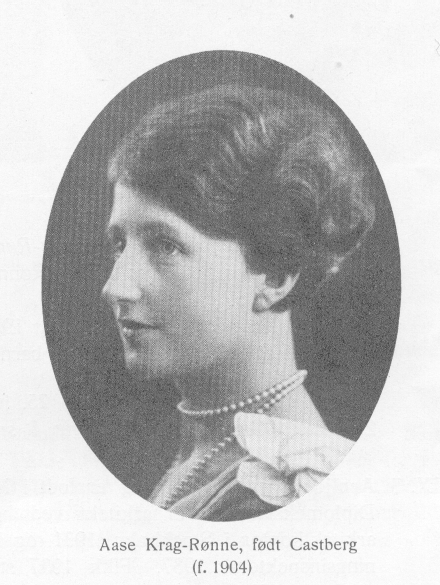 Aase Krag-Rønne, født Castberg
(f. 1904)